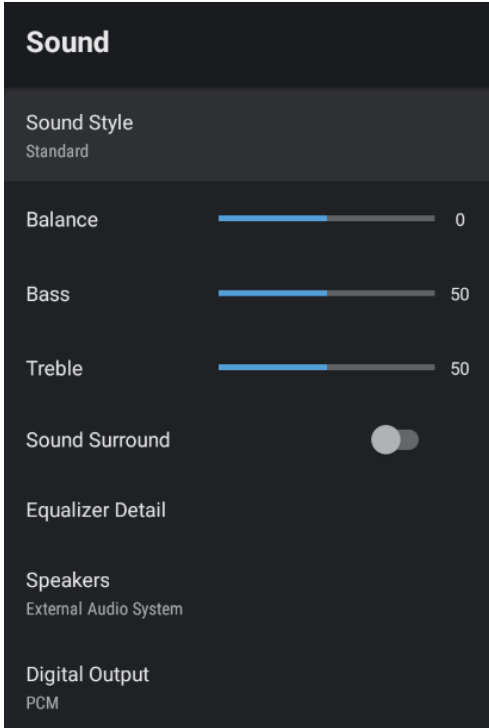 Sound
Sound Style
Standard
Balance 0
Bass 50
Treble 50
Sound Surround
Equalizer Detail
Speakers
External Audio System
Digital Output
PCM